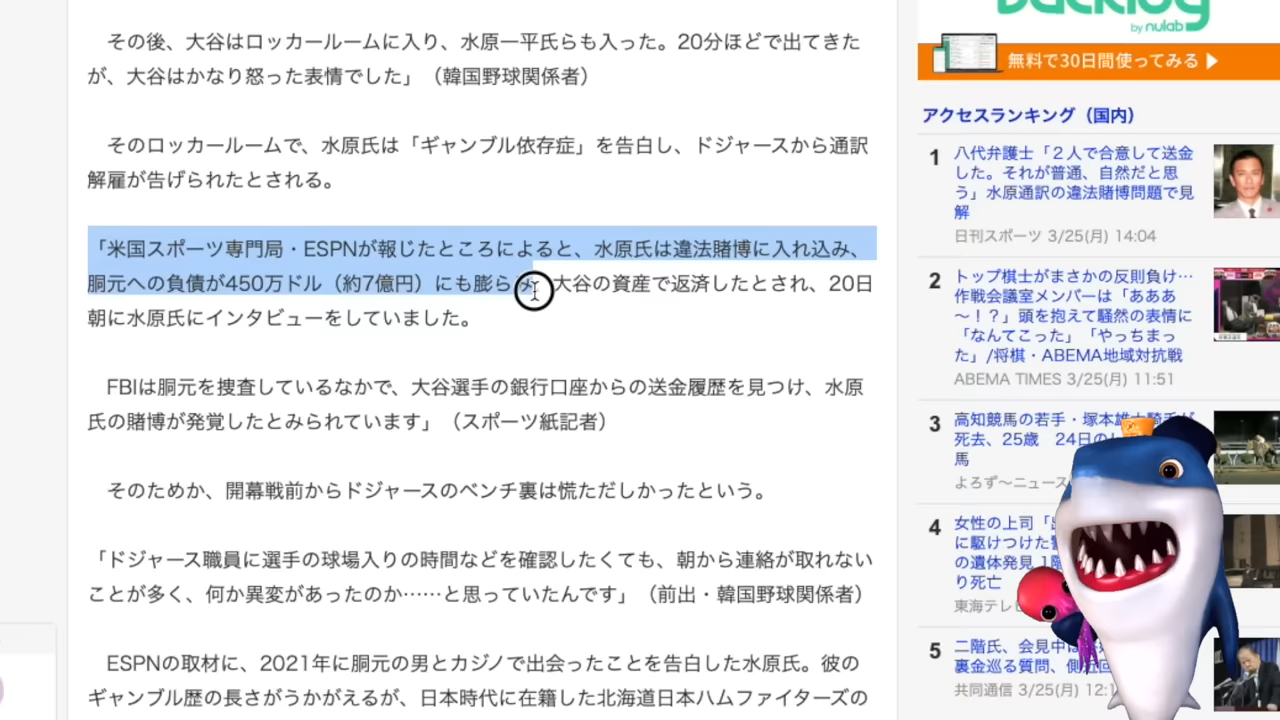 その後、大谷はロッカールームに入り、水原一平氏らも入った。20分ほどで出てきた
が、大谷はかなり怒った表情でした」（韓国野球関係者）
そのロッカールームで、水原氏は「ギャンブル依存症」を告白し、ドジャースから通訳
解雇が告げられたとされる。
「米国スポーツ専門局・ESPNが報じたところによると、水原氏は違法賭博に入れ込み、
胴元への負債が450万ドル（約7億円）にも膨らみ、大谷の資産で返済したとされ、20日
朝に水原氏にインタビューをしていました。
FBIは胴元を捜査しているなかで、大谷選手の銀行口座からの送金履歴を見つけ、水原
氏の賭博が発覚したとみられています」（スポーツ紙記者）
そのためか、開幕戦前からドジャースのベンチ裏は慌ただしかったという。
「ドジャース職員に選手の球場入りの時間などを確認したくても、朝から連絡が取れない
ことが多く、何か異変があったのか……と思っていたんです」（前出・韓国野球関係者）
ESPNの取材に、2021年に胴元の男とカジノで出会ったことを告白した水原氏。彼の
ギャンブル歴の長さがうかがえるが、日本時代に在籍した北海道日本ハムファイターズの
backlog
by nulab
無料で30日間使ってみる ▶
アクセスランキング（国内）
1
八代弁護士「２人で合意して送金
した。それが普通、自然だと思
う」水原通訳の違法賭博問題で見
解
日刊スポーツ 3/25(月) 14:04
2
トップ棋士がまさかの反則負け…
作戦会議室メンバーは「あああ
〜！？」頭を抱えて騒然の表情に
「なんてこった」「やっちまっ
た」/将棋・ABEMA地域対抗戦
ABEMA TIMES 3/25(月) 11:51
3
高知競馬の若手・塚本雄
死去、25歳 24日の
馬
よろず〜ニュース
4
女性の上司「
に駆けつけた
の遺体発見 1階
り死亡
東海テレ
5
二階氏、会見中
裏金巡る質問、側近
共同通信 3/25(月) 12:1